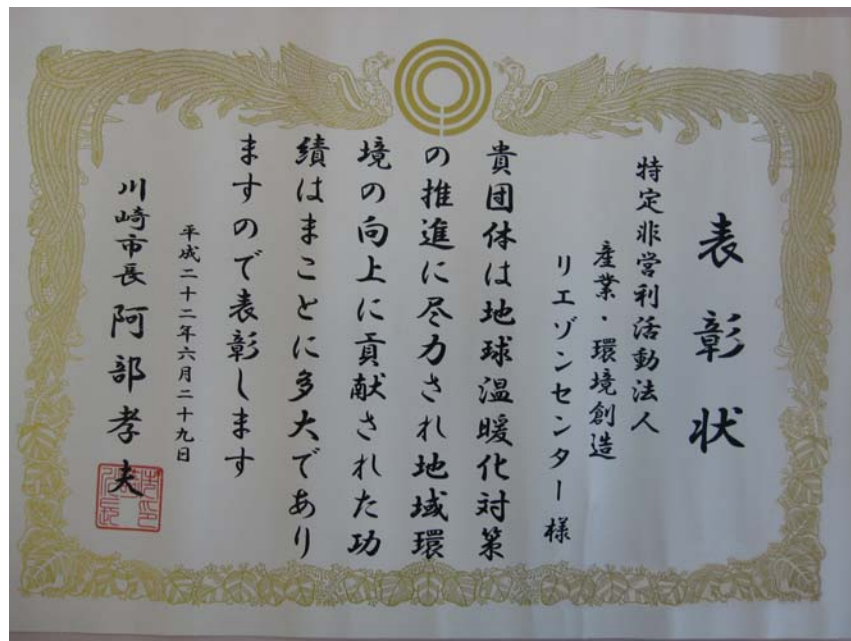 表彰状
特定非営利活動法人
産業・環境創造
リエゾンセンター様
貴団体は地球温暖化対策
の推進に尽力され地域環
境の向上に貢献された功
績はまことに多大であり
ますので表彰します
平成二十二年六月二十九日
川崎市長 阿部孝夫